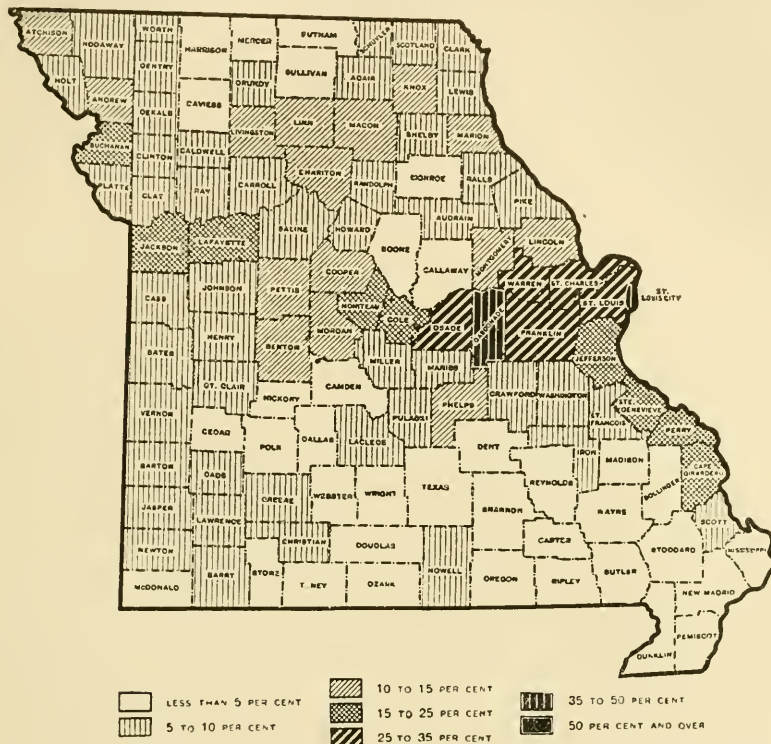 ATCHISON
NODAWAY
WORTH
HARRISON
MERCER
PUTNAM
SCHUYLER
SCOTLAND
CLARK
HOLT
GENTRY
GRUNDY
SULLIVAN
ADAIR
KNOX
LEWIS
ANDREW
DEKALB
DAVIESS
LIVINGSTON
LINN
MACON
SHELBY
MARION
BUCHANAN
CLINTON
CALDWELL
CHARITON
RANDOLPH
MONROE
RALLS
PLATTE
CLAY
RAY
CARROLL
AUDRAIN
PIKE
JACKSON
LAFAYETTE
SALINE
HOWARD
BOONE
CALLAWAY
MONTGOMERY
LINCOLN
CASS
JOHNSON
PETTIS
COOPER
MONITEAU
COLE
OSAGE
GASCONADE
WARREN
ST. CHARLES
ST. LOUIS
ST.
LOUIS CITY
FRANKLIN
BATES
HENRY
BENTON
MORGAN
MILLER
MARIES
JEFFERSON
ST. CLAIR
HICKORY
CAMDEN
PULASKI
PHELPS
CRAWFORD
WASHINGTON
ST.
FRANCOIS
STE.
GENEVIEVE
PERRY
VERNON
CEDAR
POLK
DALLAS
LACLEDE
DENT
IRON
MADISON
CAPE
GIRARDEAU
BARTON
DADE
GREENE
WEBSTER
WRIGHT
TEXAS
SHANNON
REYNOLDS
WAYNE
BOLLINGER
SCOTT
JASPER
LAWRENCE
CHRISTIAN
DOUGLAS
CARTER
STODDARD
MISSISSIPPI
NEWTON
BARRY
STONE
T NEY
OZARK
HOWELL
OREGON
RIPLEY
BUTLER
NEW MADRID
McDONALD
DUNKLIN
PEMISCOT
LESS THAN 5 PER CENT
5 TO 10 PER CENT
10 TO 15 PER CENT
15 TO 25 PER CENT
25 TO 35 PER CENT
35 TO 50 PER CENT
50 PER CENT AND OVER